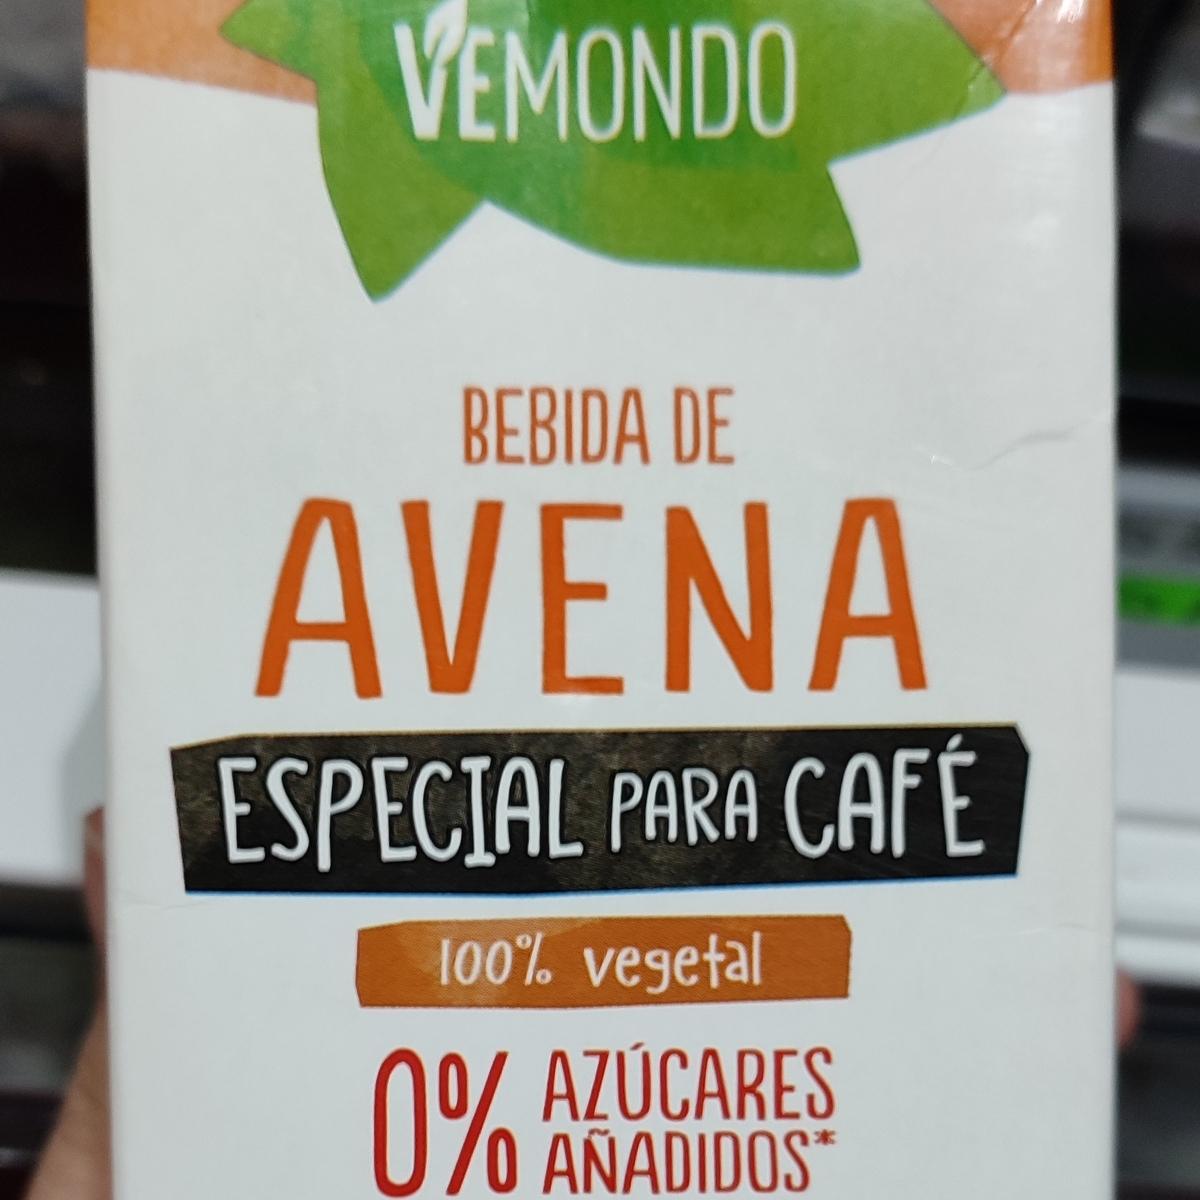 VEMONDO
BEBIDA DE
AVENA
ESPECIAL PARA CAFÉ
100% vegetal
0% AZÚCARES
AÑADIDOS*